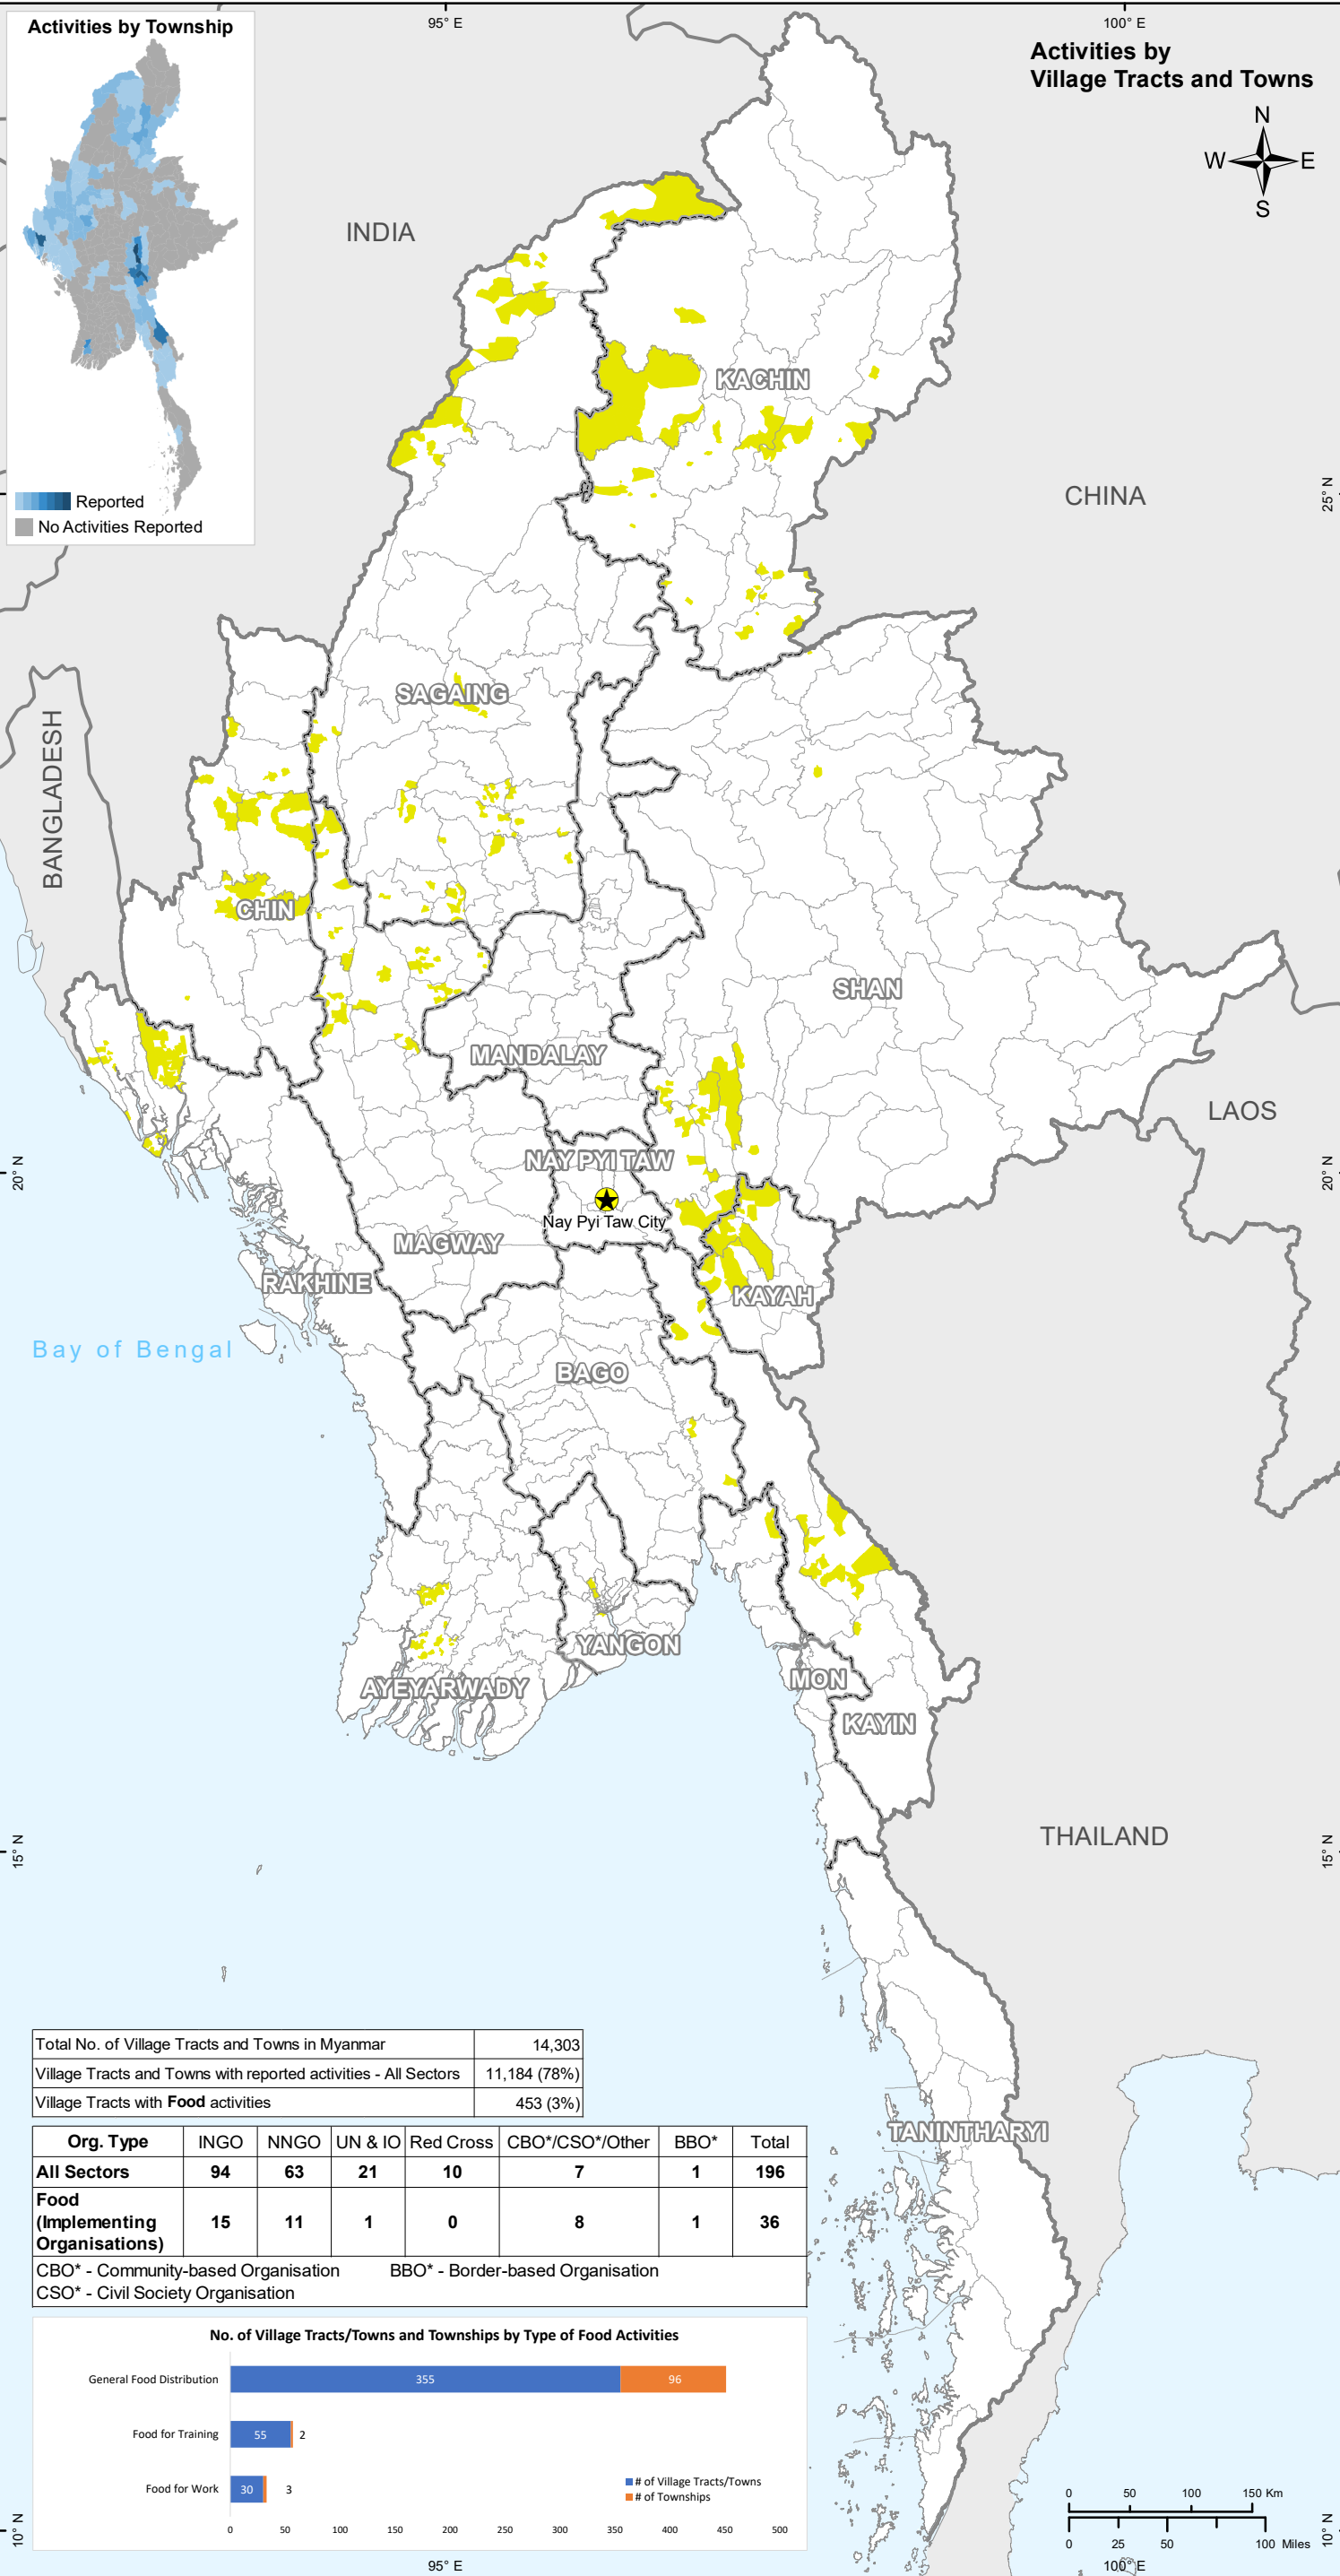 Activities by Township
Reported
No Activities Reported
95° E
100° E
Activities by
Village Tracts and Towns
N
W E
S
INDIA
KACHIN
CHINA
25° N
BANGLADESH
SAGAING
CHIN
SHAN
MANDALAY
LAOS
20° N
20° N
NAY PYI TAW
Nay Pyi Taw City
MAGWAY
RAKHINE
KAYAH
Bay of Bengal
BAGO
YANGON
AYEYARWADY
MON
KAYIN
THAILAND
15° N
15° N
TANINTHARYI
Total No. of Village Tracts and Towns in Myanmar 14,303
Village Tracts and Towns with reported activities - All Sectors 11,184 (78%)
Village Tracts with Food activities 453 (3%)
Org. Type INGO NNGO UN & IO Red Cross CBO*/CSO*/Other BBO* Total
All Sectors 94 63 21 10 7 1 196
Food
(Implementing
Organisations) 15 11 1 0 8 1 36
CBO* - Community-based Organisation BBO* - Border-based Organisation
CSO* - Civil Society Organisation
No. of Village Tracts/Towns and Townships by Type of Food Activities
General Food Distribution 355 96
Food for Training 55 2
Food for Work 30 3
# of Village Tracts/Towns
# of Townships
0 50 100 150 200 250 300 350 400 450 500
0 50 100 150 Km
0 25 50 100 Miles
10° N
10° N
95° E
100° E